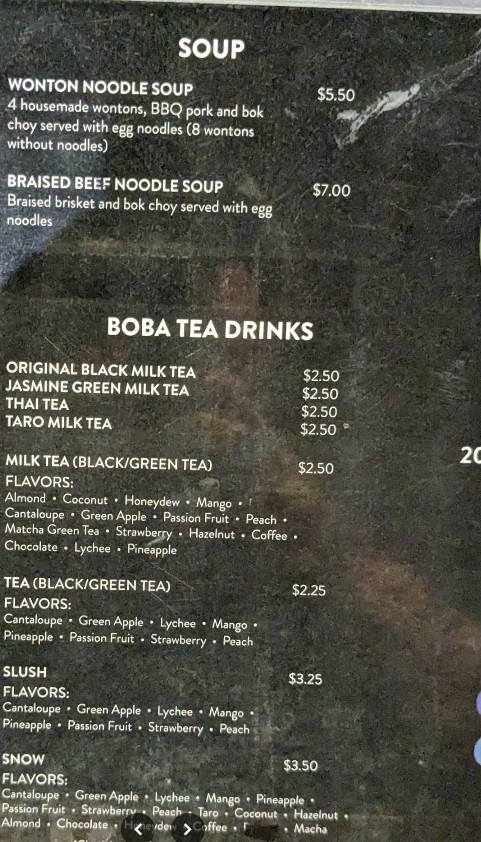 SOUP
WONTON NOODLE SOUP $5.50
4 housemade wontons, BBQ pork and bok
choy served with egg noodles (8 wontons
without noodles)
BRAISED BEEF NOODLE SOUP $7.00
Braised brisket and bok choy served with egg
noodles
BOBA TEA DRINKS
ORIGINAL BLACK MILK TEA $2.50
JASMINE GREEN MILK TEA $2.50
THAI TEA $2.50
TARO MILK TEA $2.50
20
MILK TEA (BLACK/GREEN TEA) $2.50
FLAVORS:
Almond • Coconut • Honeydew • Mango •
Cantaloupe • Green Apple • Passion Fruit • Peach •
Matcha Green Tea • Strawberry • Hazelnut • Coffee •
Chocolate • Lychee • Pineapple
TEA (BLACK/GREEN TEA) $2.25
FLAVORS:
Cantaloupe • Green Apple • Lychee • Mango •
Pineapple • Passion Fruit • Strawberry • Peach
SLUSH $3.25
FLAVORS:
Cantaloupe • Green Apple • Lychee • Mango •
Pineapple • Passion Fruit • Strawberry • Peach
SNOW $3.50
FLAVORS:
Cantaloupe • Green Apple • Lychee • Mango • Pineapple •
Passion Fruit • Strawberry • Peach • Taro • Coconut • Hazelnut •
Almond • Chocolate • Honeydew • Coffee • • Macha